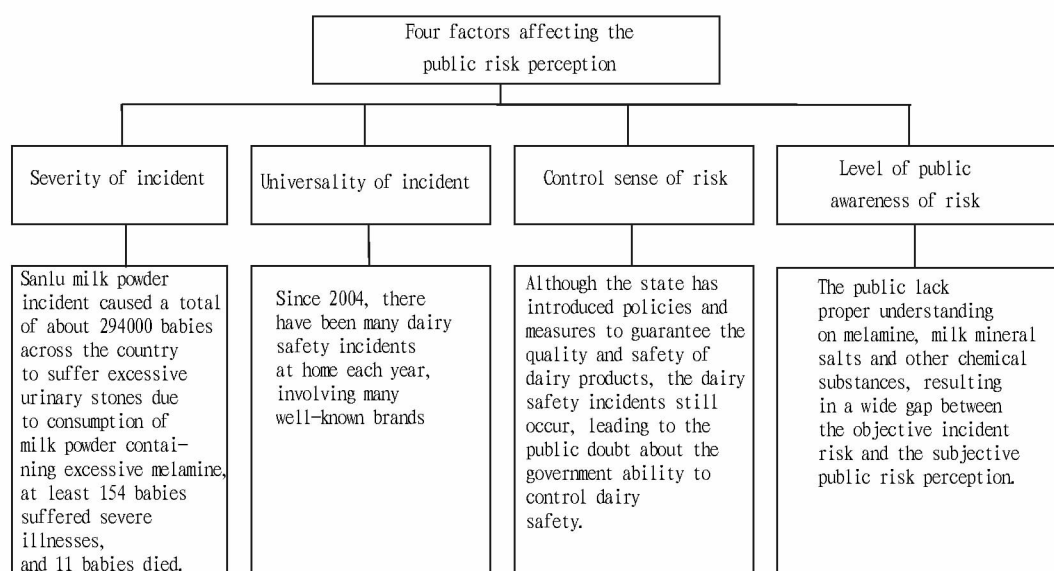 Four factors affecting the
public risk perception
Severity of incident
Universality of incident
Control sense of risk
Level of public
awareness of risk
Sanlu milk powder
incident caused a total
of about 294000 babies
across the country
to suffer excessive
urinary stones due
to consumption of
milk powder contai-
ning excessive melamine,
at least 154 babies
suffered severe
illnesses,
and 11 babies died.
Since 2004, there
have been many dairy
safety incidents
at home each year,
involving many
well-known brands
Although the state has
introduced policies and
measures to guarantee the
quality and safety of
dairy products, the dairy
safety incidents still
occur, leading to the
public doubt about the
government ability to
control dairy
safety.
The public lack
proper understanding
on melamine, milk mineral
salts and other chemical
substances, resulting
in a wide gap between
the objective incident
risk and the subjective
public risk perception.